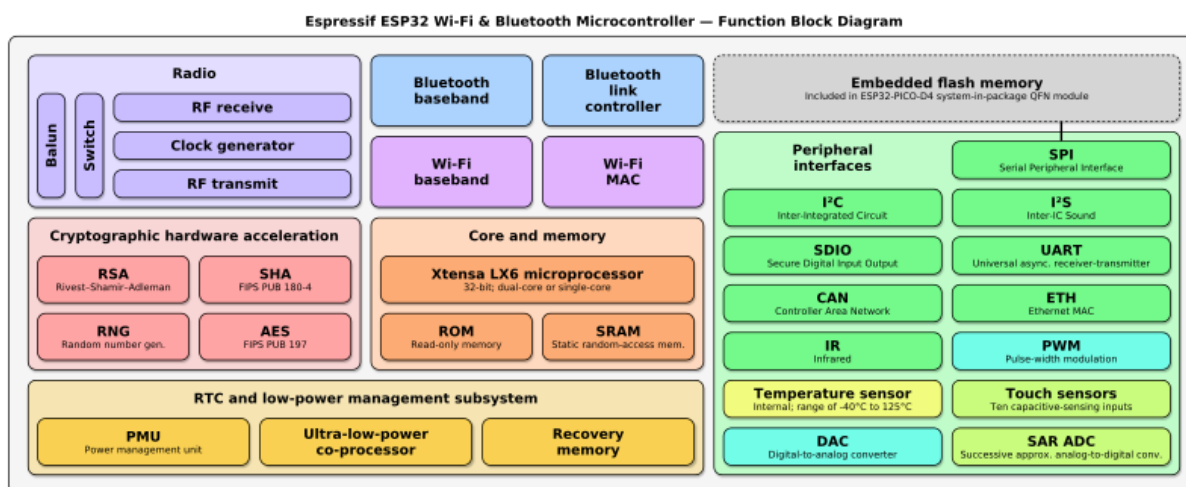 Espressif ESP32 Wi-Fi & Bluetooth Microcontroller — Function Block Diagram
Radio
Balun
Switch
RF receive
Clock generator
RF transmit
Bluetooth
baseband
Bluetooth
link
controller
Wi-Fi
baseband
Wi-Fi
MAC
Embedded flash memory
Included in ESP32-PICO-D4 system-in-package QFN module
Peripheral
interfaces
SPI
Serial Peripheral Interface
I²C
Inter-Integrated Circuit
I²S
Inter-IC Sound
SDIO
Secure Digital Input Output
UART
Universal async. receiver-transmitter
CAN
Controller Area Network
ETH
Ethernet MAC
IR
Infrared
PWM
Pulse-width modulation
Temperature sensor
Internal; range of -40°C to 125°C
Touch sensors
Ten capacitive-sensing inputs
DAC
Digital-to-analog converter
SAR ADC
Successive approx. analog-to-digital conv.
Cryptographic hardware acceleration
RSA
Rivest–Shamir–Adleman
SHA
FIPS PUB 180-4
RNG
Random number gen.
AES
FIPS PUB 197
Core and memory
Xtensa LX6 microprocessor
32-bit; dual-core or single-core
ROM
Read-only memory
SRAM
Static random-access mem.
RTC and low-power management subsystem
PMU
Power management unit
Ultra-low-power
co-processor
Recovery
memory